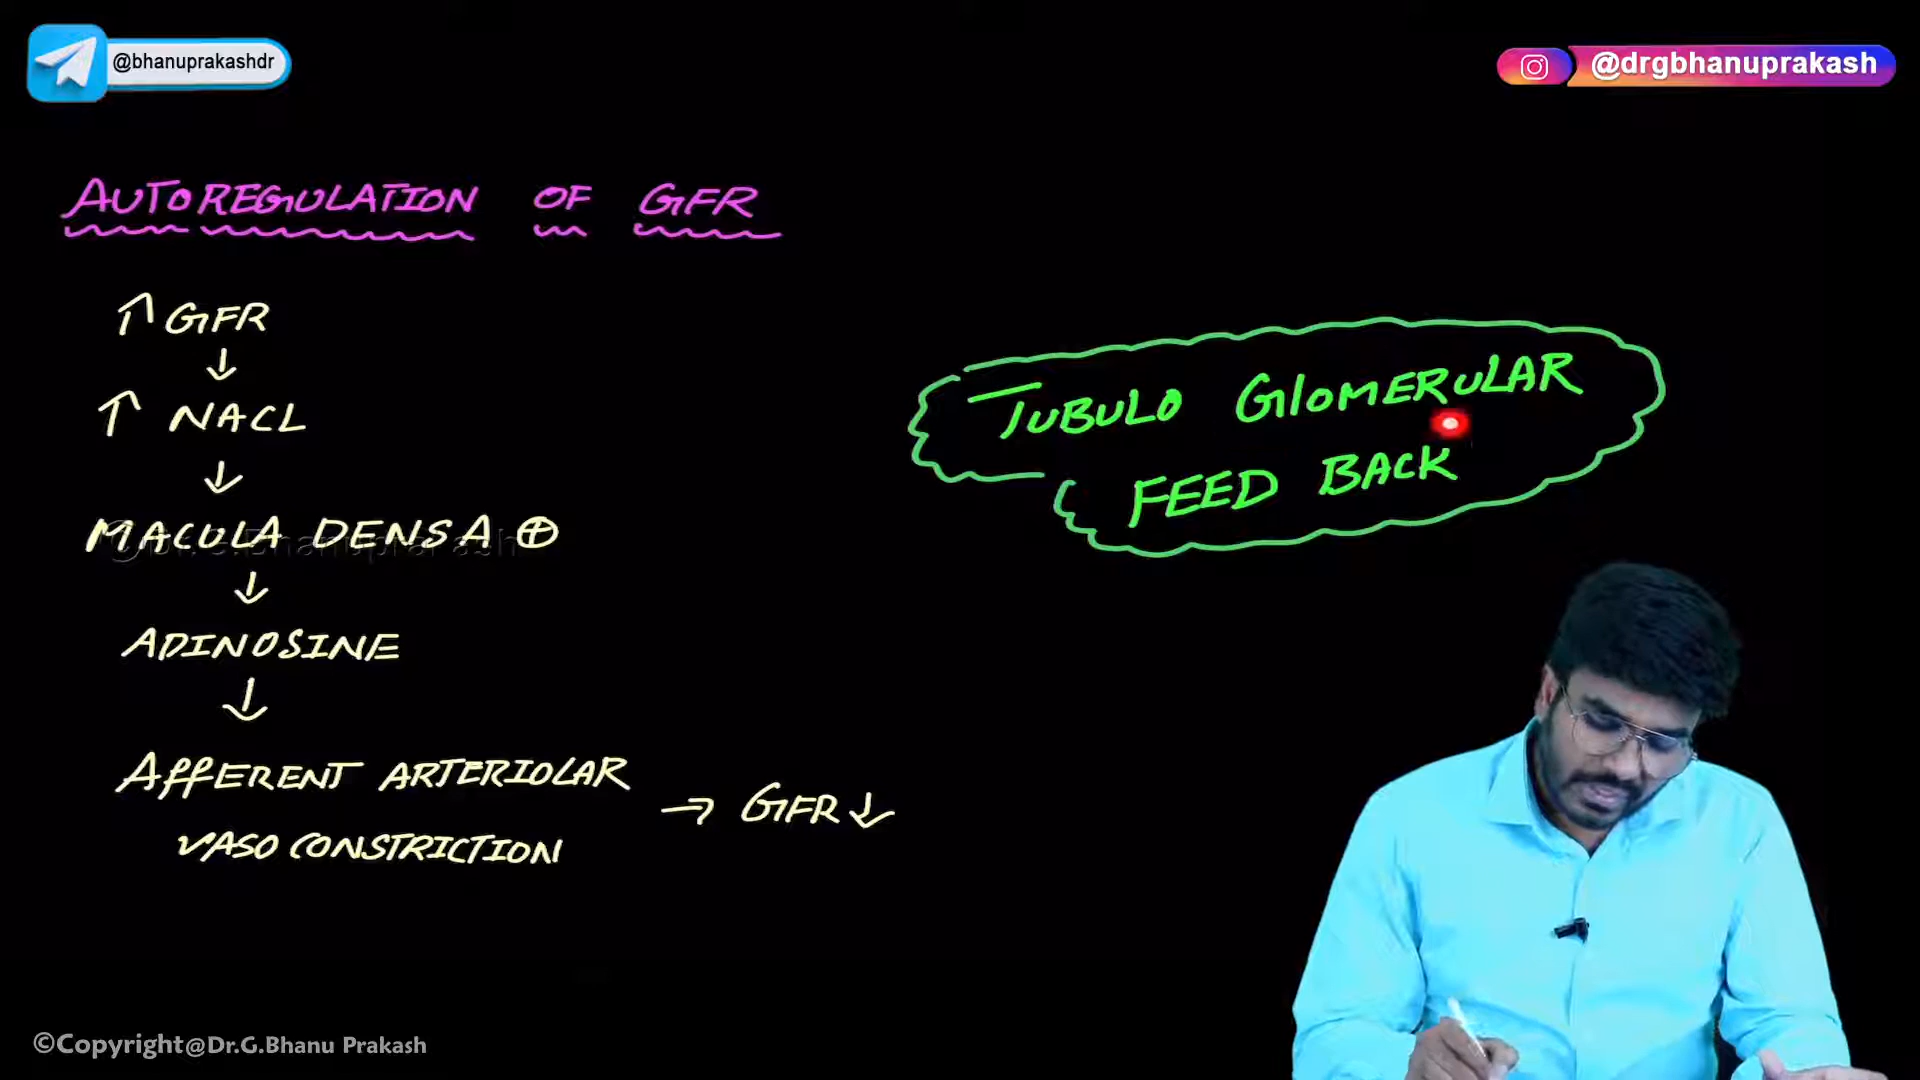 @bhanuprakashdr
@drgbhanuprakash
AUTOREGULATION OF GFR
↑ GFR
↓
↑ NACL
↓
MACULA DENSA ⊕
↓
ADINOSINE
↓
AFFERENT ARTERIOLAR
VASO CONSTRICTION
→ GFR ↓
TUBULO GlOMERULAR
FEED BACK
©Copyright@Dr.G.Bhanu Prakash